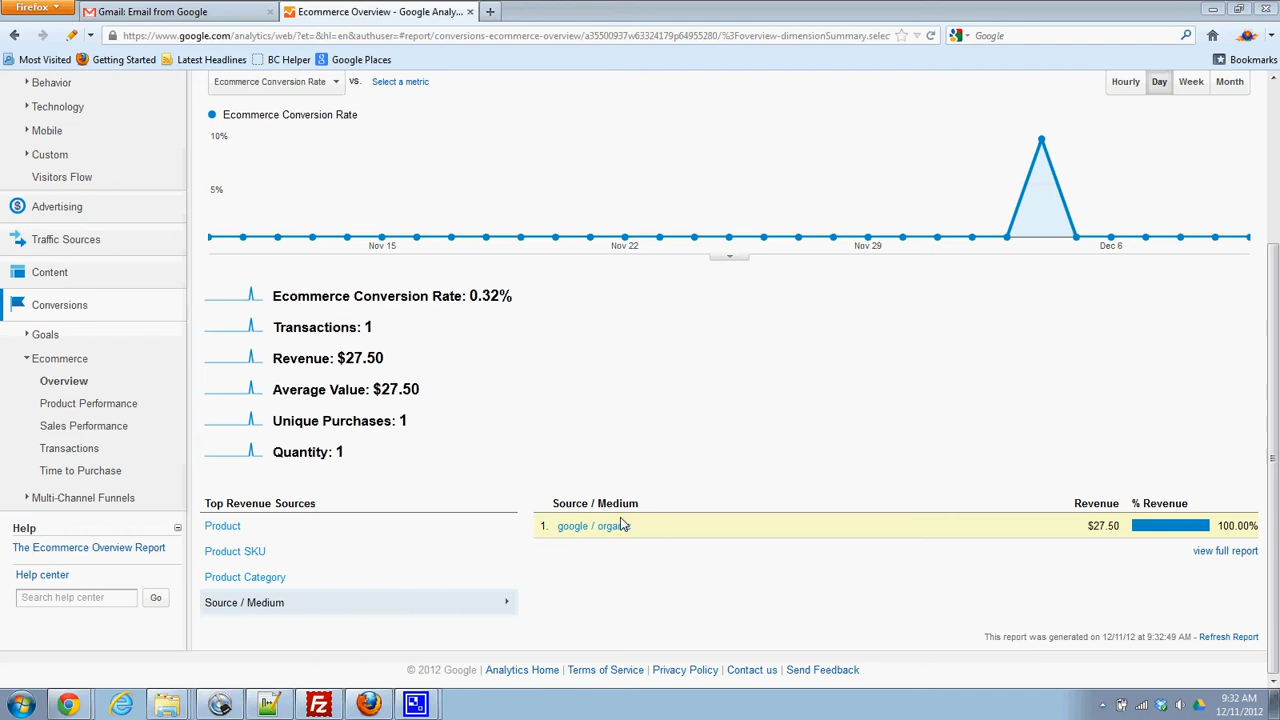 Firefox
Gmail: Email from Google
Ecommerce Overview - Google Analy...
https://www.google.com/analytics/web/?et=&hl=en&authuser=#report/conversions-ecommerce-overview/a35500937w63324179p64955280/%3Foverview-dimensionSummary.selec
Google
Most Visited
Getting Started
Latest Headlines
BC Helper
Google Places
Bookmarks
Behavior
Technology
Mobile
Custom
Visitors Flow
Advertising
Traffic Sources
Content
Conversions
Goals
Ecommerce
Overview
Product Performance
Sales Performance
Transactions
Time to Purchase
Multi-Channel Funnels
Help
The Ecommerce Overview Report
Help center
Search help center
Go
Ecommerce Conversion Rate
vs.
Select a metric
Hourly
Day
Week
Month
Ecommerce Conversion Rate
10%
5%
Nov 15
Nov 22
Nov 29
Dec 6
Ecommerce Conversion Rate: 0.32%
Transactions: 1
Revenue: $27.50
Average Value: $27.50
Unique Purchases: 1
Quantity: 1
Top Revenue Sources
Product
Product SKU
Product Category
Source / Medium
Source / Medium
Revenue
% Revenue
1.
google / organic
$27.50
100.00%
view full report
This report was generated on 12/11/12 at 9:32:49 AM - Refresh Report
© 2012 Google | Analytics Home | Terms of Service | Privacy Policy | Contact us | Send Feedback
9:32 AM
12/11/2012